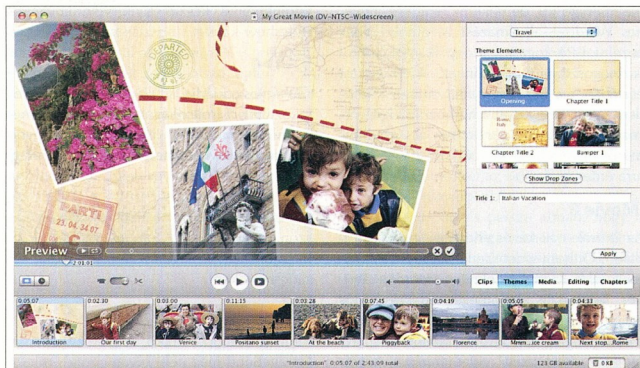 My Great Movie (DV-NTSC-Widescreen)
Travel
Theme Elements:
Opening
Chapter Title 1
Chapter Title 2
Bumper 1
Show Drop Zones
Title 1: Italian Vacation
Apply
DEPARTED
PARTI
23. 04. 34 07
Preview
2:01:01
Clips
Themes
Media
Editing
Chapters
0:05.07
0:02.30
0:03.00
0:11:15
0:03.28
0:07.45
0:04.19
0:05.05
0:04.33
Introduction
Our first day
Venice
Positano sunset
At the beach
Piggyback
Florence
Mmm...ice cream
Next stop...Rome
"Introduction" 0:05.07 of 2:43.09 total
123 GB available
0 KB